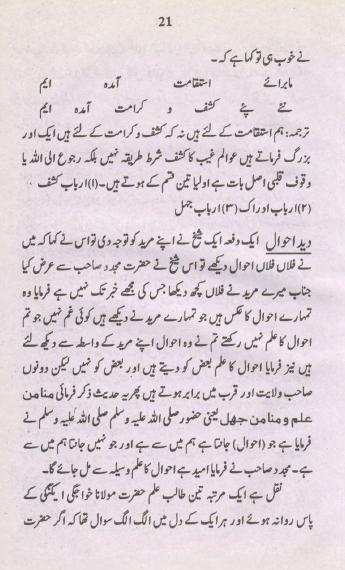 21
نے خوب ہی تو کہا ہے کہ۔
مابرائے استقامت آمدہ ایم
نئے پئے کشف و کرامت آمدہ ایم
ترجمہ: ہم استقامت کے لئے ہیں نہ کہ کشف و کرامت کے لئے ہیں ایک اور
بزرگ فرماتے ہیں عوالم غیب کا کشف شرط طریقہ نہیں بلکہ رجوع الی اللہ یا
وقوف قلبی اصل بات ہے اولیا تین قسم کے ہوتے ہیں۔ (۱) ارباب کشف
(۲) ارباب ادراک (۳) ارباب جہل
دید احوال ایک دفعہ ایک شیخ نے اپنے مرید کو توجہ دی تو اس نے کہا کہ میں
نے فلاں فلاں احوال دیکھے تو اس شیخ نے حضرت مجدد صاحب سے عرض کیا
جناب میرے مرید نے فلاں کچھ دیکھا جس کی مجھے خبر تک نہیں ہے فرمایا وہ
تمہارے احوال کا عکس ہیں جو تمہارے مرید نے دیکھے ہیں کوئی غم نہیں جو تم
احوال کا علم نہیں رکھتے تم نے وہ احوال اپنے مرید کے واسطہ سے دیکھ لئے
ہیں نیز فرمایا احوال کا علم بعض کو دیتے ہیں اور بعض کو نہیں لیکن دونوں
صاحب ولایت اور قرب میں برابر ہوتے ہیں پھر یہ حدیث ذکر فرمائی منامن
علم و منامن جهل یعنی حضور صلی اللہ علیہ وسلم صلی اللہ علیہ وسلم نے
فرمایا ہے جو (احوال) جانتا ہے ہم میں سے ہے اور جو نہیں جانتا ہم میں سے
ہے۔ مجدد صاحب نے فرمایا امید ہے احوال کا علم وسیلہ سے مل جائے گا۔
نقل ہے ایک مرتبہ تین طالب علم حضرت مولانا خواجگی امکنگی کے
پاس روانہ ہوئے اور ہر ایک کے دل میں الگ الگ سوال تھا کہ اگر حضرت